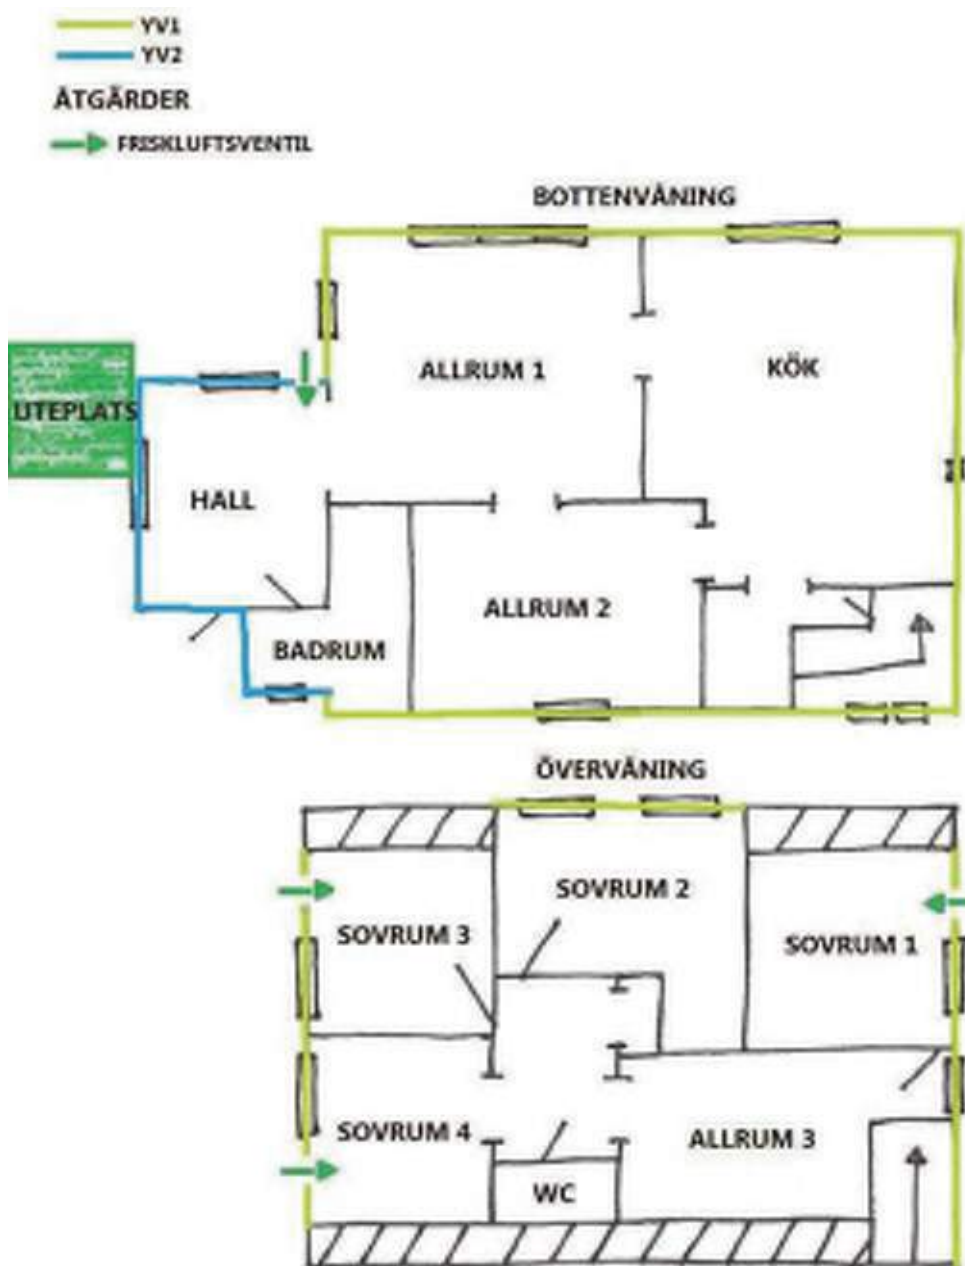 YV1
YV2
ÅTGÄRDER
FRISKLUFTSVENTIL
BOTTENVÅNING
ALLRUM 1
KÖK
UTEPLATS
HALL
ALLRUM 2
BADRUM
ÖVERVÅNING
SOVRUM 2
SOVRUM 3
SOVRUM 1
SOVRUM 4
ALLRUM 3
WC